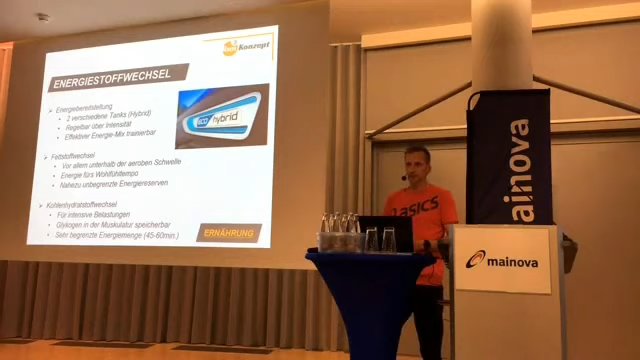 Konzept
ENERGIESTOFFWECHSEL
Energiebereitstellung
2 verschiedene Tanks (Hybrid)
Regelbar über Intensität
Effektiver Energie-Mix trainierbar
eco hybrid
Fettstoffwechsel
Vor allem unterhalb der aeroben Schwelle
Energie fürs Wohlfühltempo
Nahezu unbegrenzte Energiereserven
Kohlenhydratstoffwechsel
Für intensive Belastungen
Glykogen in der Muskulatur speicherbar
Sehr begrenzte Energiemenge (45-60min.)
ERNÄHRUNG
asics
ainova
mainova